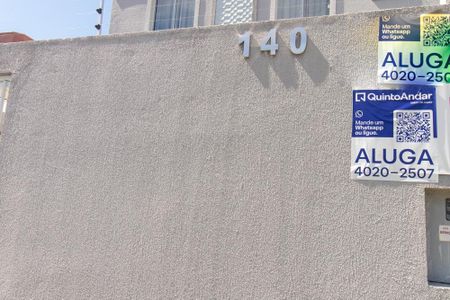 Mande um
Whatsapp
ou ligue.
ALUGA
4020-250
140
QuintoAndar
Mande um
Whatsapp
ou ligue.
ALUGA
4020-2507